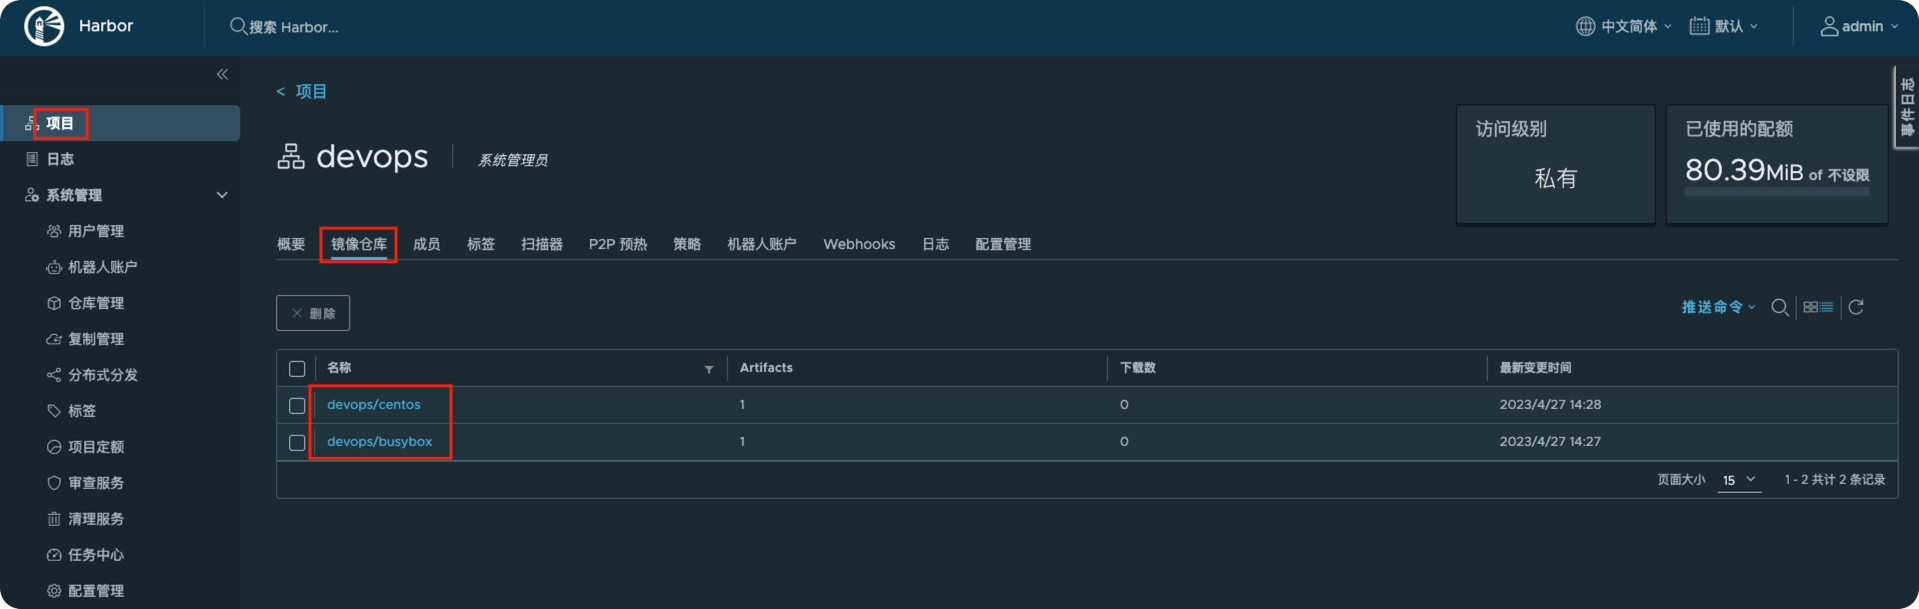 Harbor
搜索 Harbor...
中文简体
默认
admin
事件日志
项目
日志
系统管理
用户管理
机器人账户
仓库管理
复制管理
分布式分发
标签
项目定额
审查服务
清理服务
任务中心
配置管理
< 项目
devops
系统管理员
访问级别
私有
已使用的配额
80.39MiB of 不设限
概要 镜像仓库 成员 标签 扫描器 P2P 预热 策略 机器人账户 Webhooks 日志 配置管理
删除
推送命令
名称 Artifacts 下载数 最新变更时间
devops/centos 1 0 2023/4/27 14:28
devops/busybox 1 0 2023/4/27 14:27
页面大小 15 1 - 2 共计 2 条记录